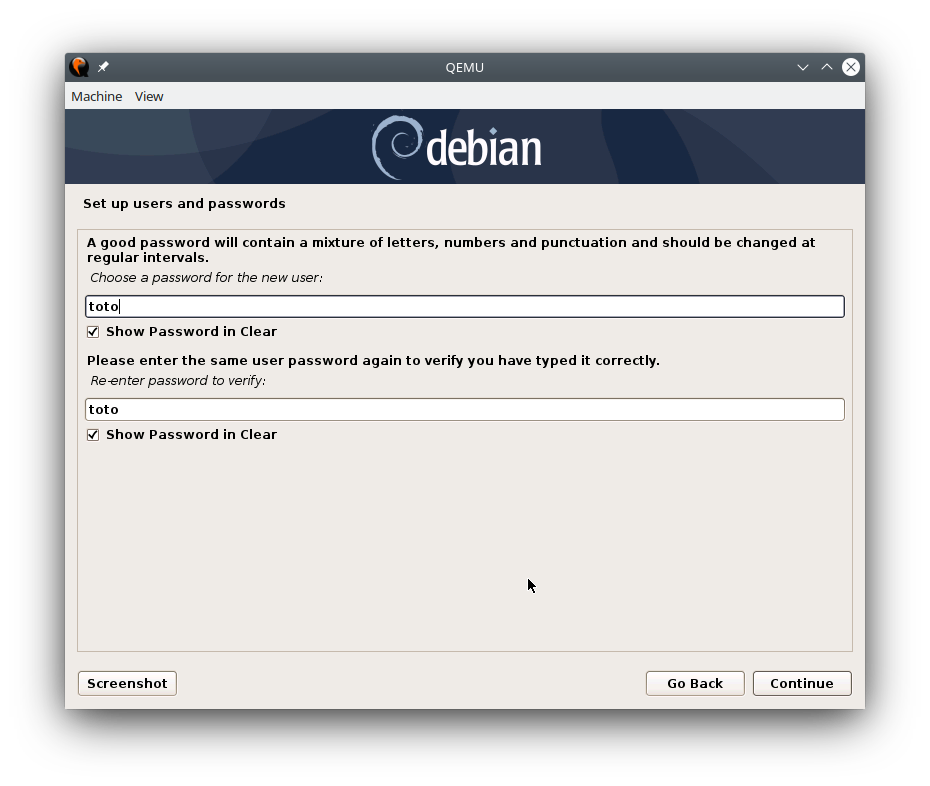 QEMU
Machine View
debian
Set up users and passwords
A good password will contain a mixture of letters, numbers and punctuation and should be changed at
regular intervals.
Choose a password for the new user:
toto
Show Password in Clear
Please enter the same user password again to verify you have typed it correctly.
Re-enter password to verify:
toto
Show Password in Clear
Screenshot Go Back Continue